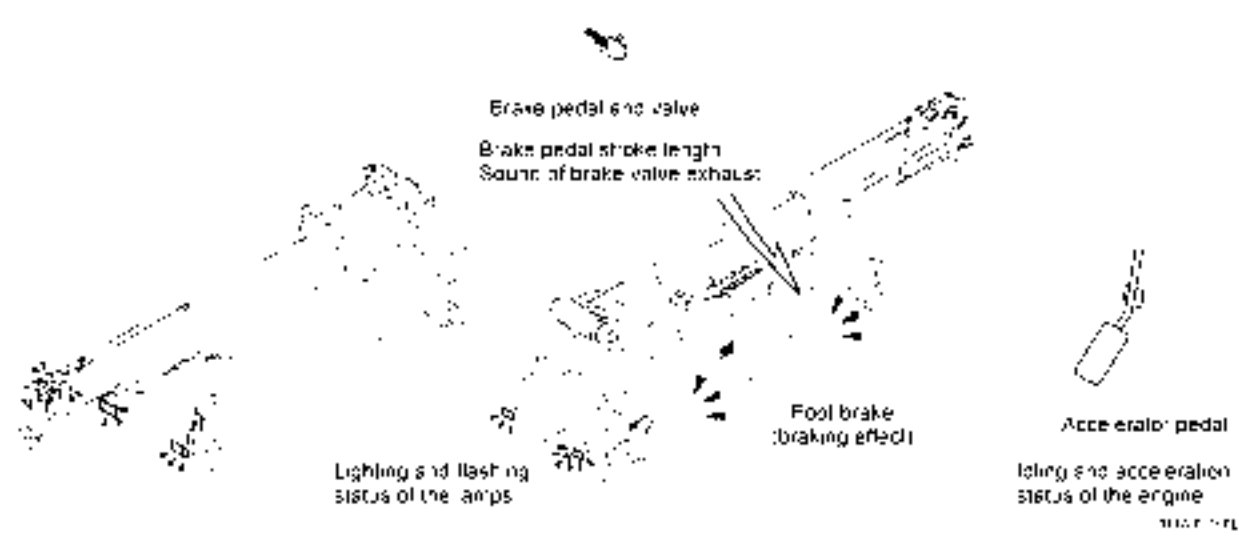 Brake pedal and valve
Brake pedal stroke length
Sound of brake valve exhaust
Foot brake
(braking effect)
Accelerator pedal
Lighting and flashing
status of the lamps
Idling and acceleration
status of the engine